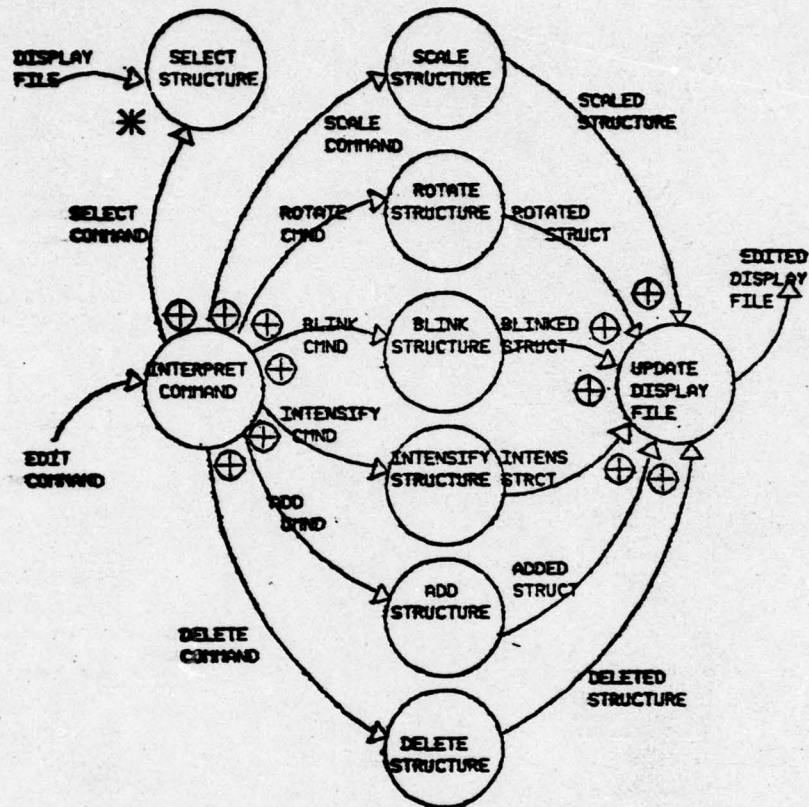 DISPLAY
FILE
SELECT
STRUCTURE
SCALE
STRUCTURE
SCALED
STRUCTURE
SCALE
COMMAND
SELECT
COMMAND
ROTATE
CMND
ROTATE
STRUCTURE
ROTATED
STRUCT
EDITED
DISPLAY
FILE
BLINK
CMND
BLINK
STRUCTURE
BLINKED
STRUCT
INTERPRET
COMMAND
UPDATE
DISPLAY
FILE
EDIT
COMMAND
INTENSIFY
CMND
INTENSIFY
STRUCTURE
INTENS
STRCT
ADD
CMND
ADD
STRUCTURE
ADDED
STRUCT
DELETE
COMMAND
DELETE
STRUCTURE
DELETED
STRUCTURE